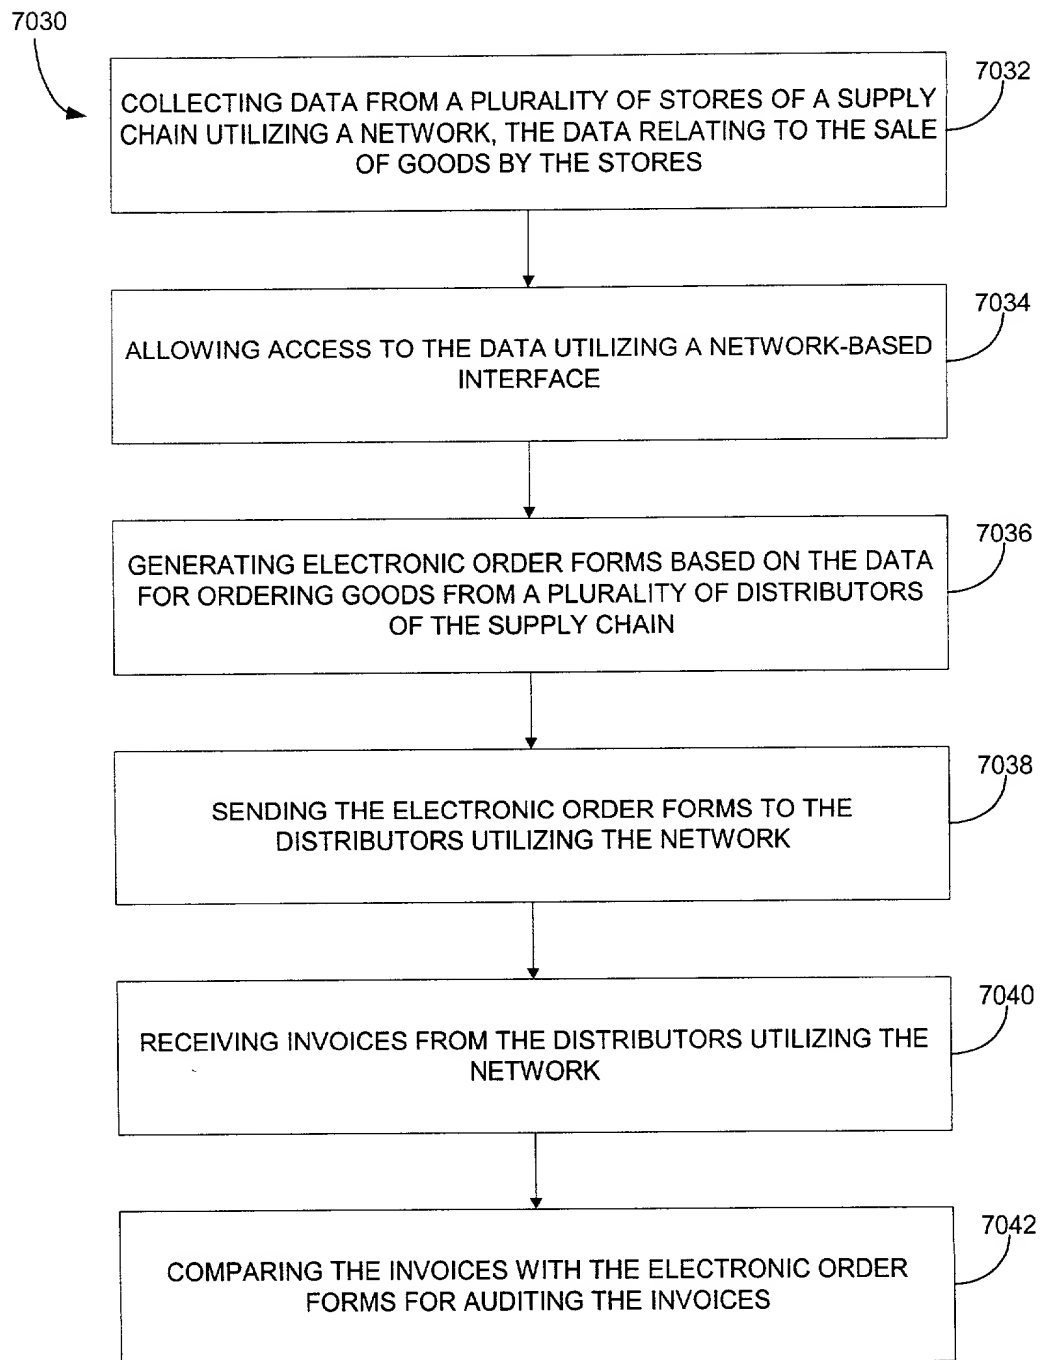 7030
7032
COLLECTING DATA FROM A PLURALITY OF STORES OF A SUPPLY
CHAIN UTILIZING A NETWORK, THE DATA RELATING TO THE SALE
OF GOODS BY THE STORES
7034
ALLOWING ACCESS TO THE DATA UTILIZING A NETWORK-BASED
INTERFACE
7036
GENERATING ELECTRONIC ORDER FORMS BASED ON THE DATA
FOR ORDERING GOODS FROM A PLURALITY OF DISTRIBUTORS
OF THE SUPPLY CHAIN
7038
SENDING THE ELECTRONIC ORDER FORMS TO THE
DISTRIBUTORS UTILIZING THE NETWORK
7040
RECEIVING INVOICES FROM THE DISTRIBUTORS UTILIZING THE
NETWORK
7042
COMPARING THE INVOICES WITH THE ELECTRONIC ORDER
FORMS FOR AUDITING THE INVOICES